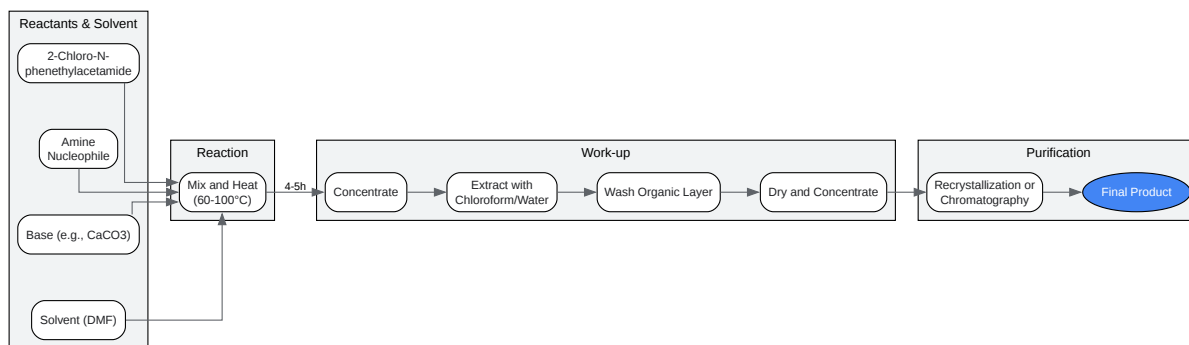 Reactants & Solvent
2-Chloro-N-
phenethylacetamide
Amine
Nucleophile
Base (e.g., CaCO3)
Solvent (DMF)
Reaction
Mix and Heat
(60-100°C)
4-5h
Work-up
Concentrate
Extract with
Chloroform/Water
Wash Organic Layer
Dry and Concentrate
Purification
Recrystallization or
Chromatography
Final Product